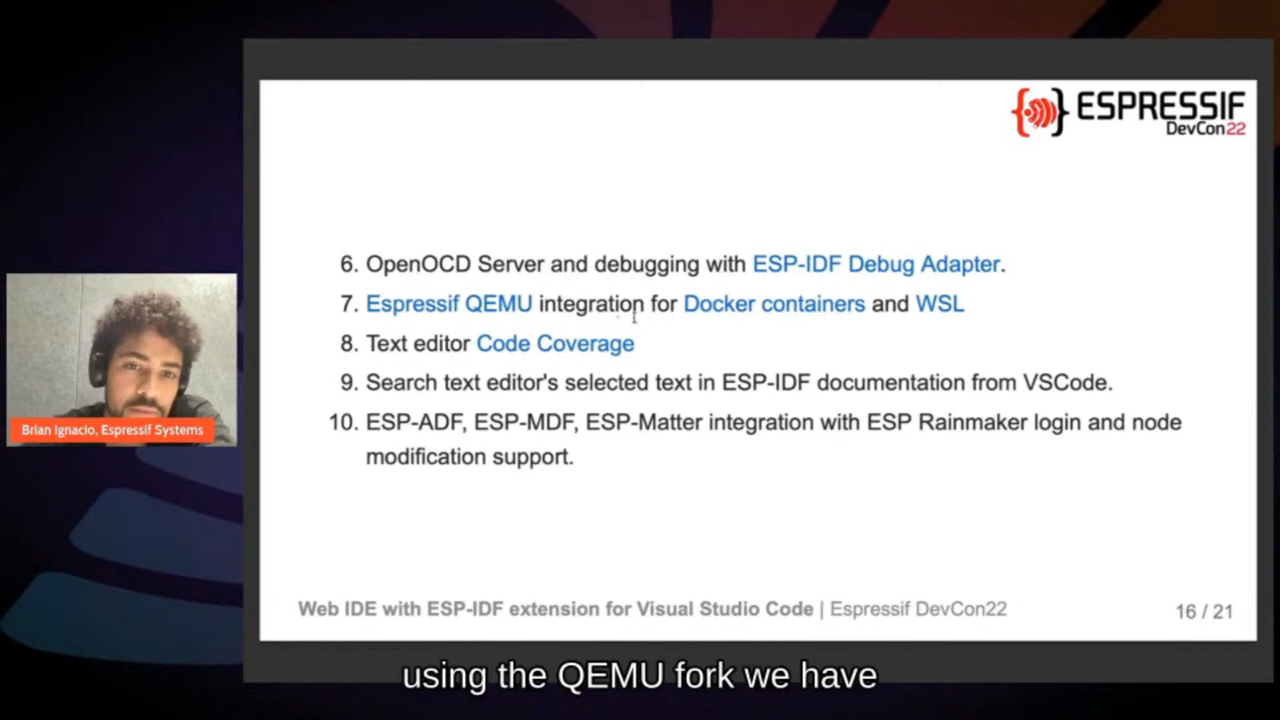 ESPRESSIF
DevCon22
6. OpenOCD Server and debugging with ESP-IDF Debug Adapter.
7. Espressif QEMU integration for Docker containers and WSL
8. Text editor Code Coverage
9. Search text editor's selected text in ESP-IDF documentation from VSCode.
10. ESP-ADF, ESP-MDF, ESP-Matter integration with ESP Rainmaker login and node
modification support.
Brian Ignacio, Espressif Systems
Web IDE with ESP-IDF extension for Visual Studio Code | Espressif DevCon22
16 / 21
using the QEMU fork we have